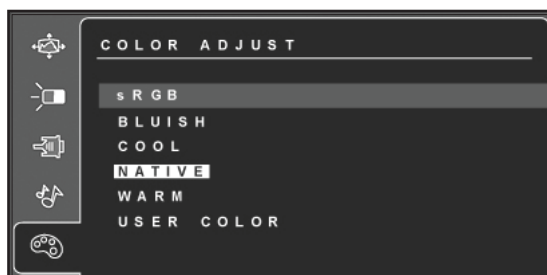 COLOR ADJUST
sRGB
BLUISH
COOL
NATIVE
WARM
USER COLOR